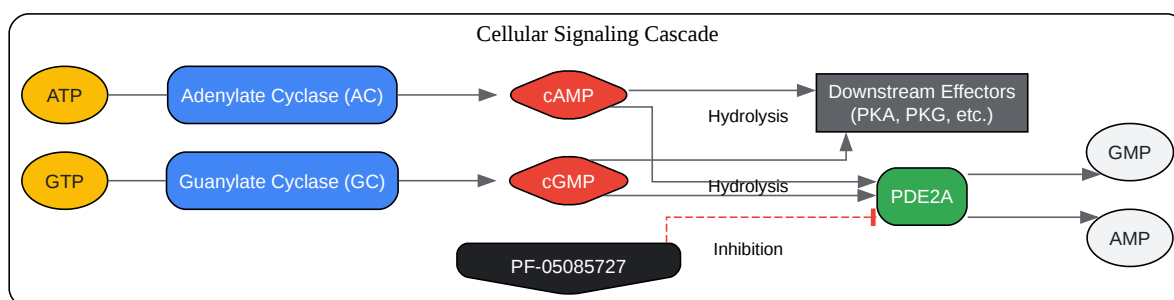 Cellular Signaling Cascade
ATP
Adenylate Cyclase (AC)
cAMP
Hydrolysis
Downstream Effectors
(PKA, PKG, etc.)
GTP
Guanylate Cyclase (GC)
cGMP
Hydrolysis
PDE2A
GMP
AMP
PF-05085727
Inhibition